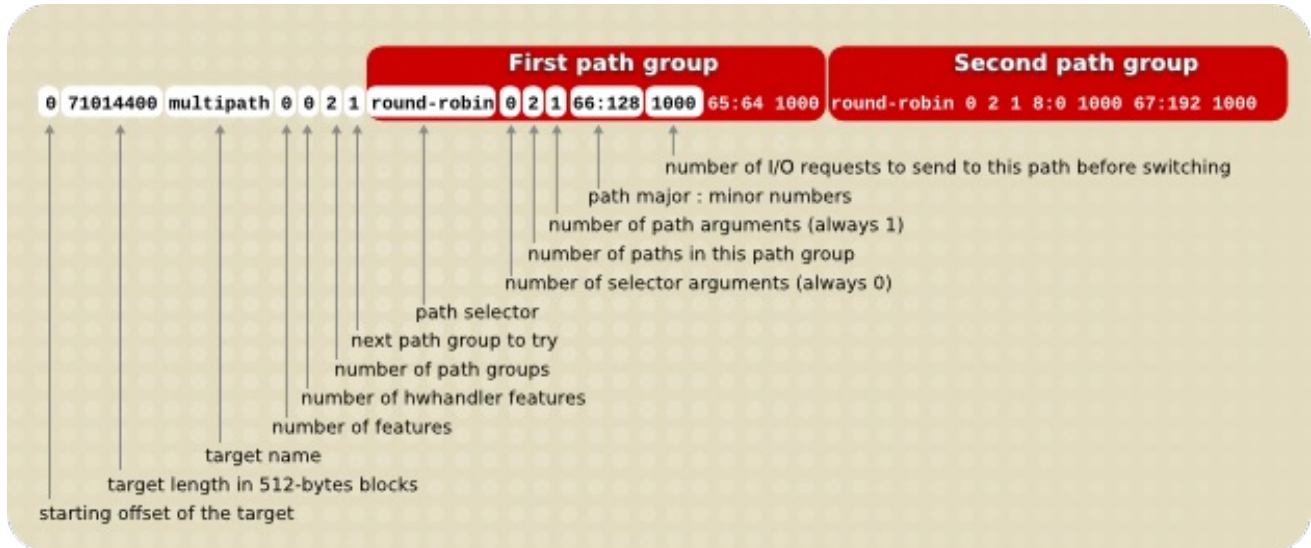 First path group
Second path group
0 71014400 multipath 0 0 2 1 round-robin 0 2 1 66:128 1000 65:64 1000 round-robin 0 2 1 8:0 1000 67:192 1000
number of I/O requests to send to this path before switching
path major : minor numbers
number of path arguments (always 1)
number of paths in this path group
number of selector arguments (always 0)
path selector
next path group to try
number of path groups
number of hwhandler features
number of features
target name
target length in 512-bytes blocks
starting offset of the target